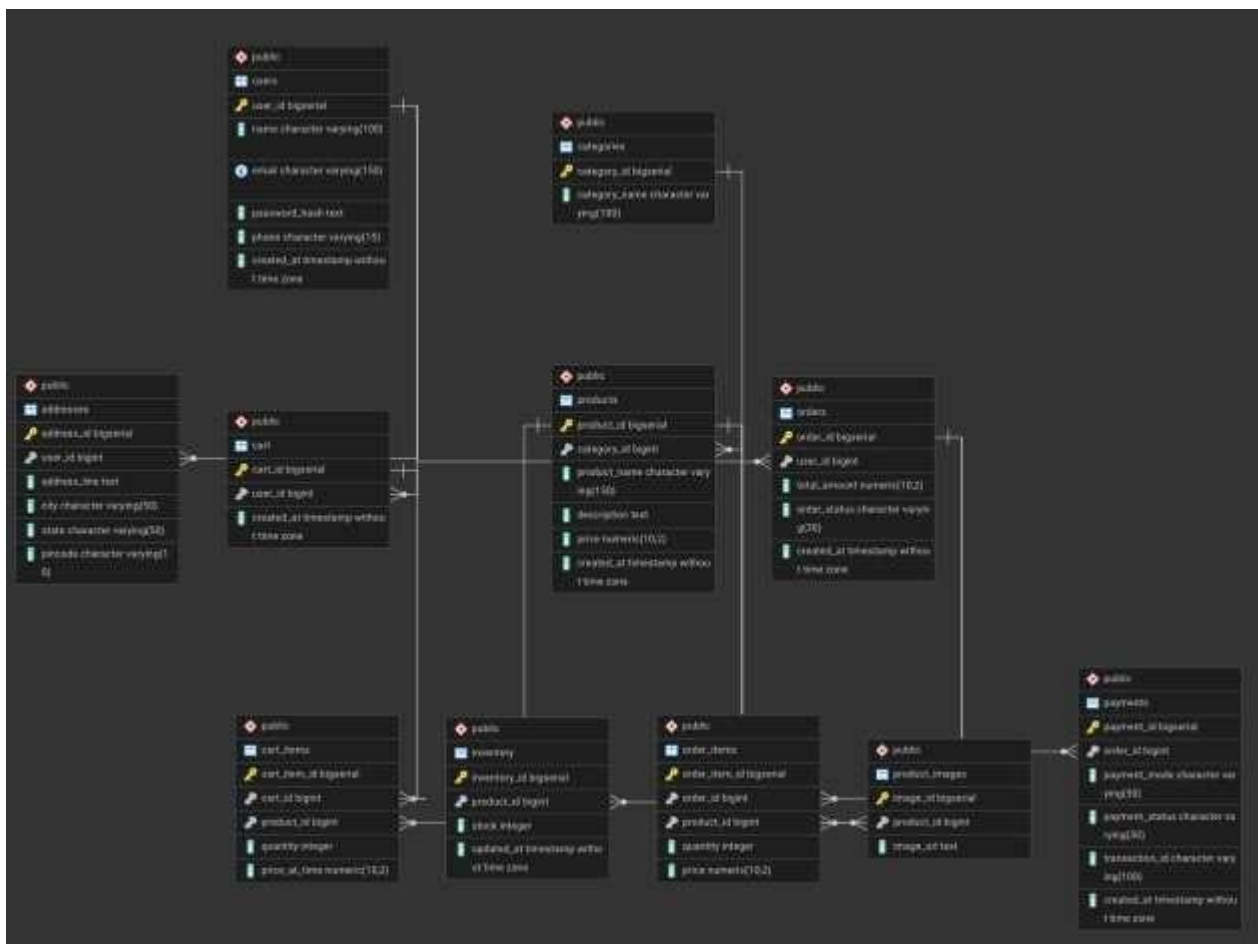 public
users
user_id bigserial
name character varying(100)
email character varying(150)
password_hash text
phone character varying(15)
created_at timestamp withou
t time zone
public
categories
category_id bigserial
category_name character va
rying(100)
public
addresses
address_id bigserial
user_id bigint
address_line text
city character varying(50)
state character varying(50)
pincode character varying(1
0)
public
cart
cart_id bigserial
user_id bigint
created_at timestamp withou
t time zone
public
products
product_id bigserial
category_id bigint
product_name character vary
ing(150)
description text
price numeric(10,2)
created_at timestamp withou
t time zone
public
orders
order_id bigserial
user_id bigint
total_amount numeric(10,2)
order_status character varyin
g(30)
created_at timestamp withou
t time zone
public
cart_items
cart_item_id bigserial
cart_id bigint
product_id bigint
quantity integer
price_at_time numeric(10,2)
public
inventory
inventory_id bigserial
product_id bigint
stock integer
updated_at timestamp witho
ut time zone
public
order_items
order_item_id bigserial
order_id bigint
product_id bigint
quantity integer
price numeric(10,2)
public
product_images
image_id bigserial
product_id bigint
image_url text
public
payments
payment_id bigserial
order_id bigint
payment_mode character va
payment_status character va
transaction_id character vary
ing(100)
created_at timestamp withou
t time zone